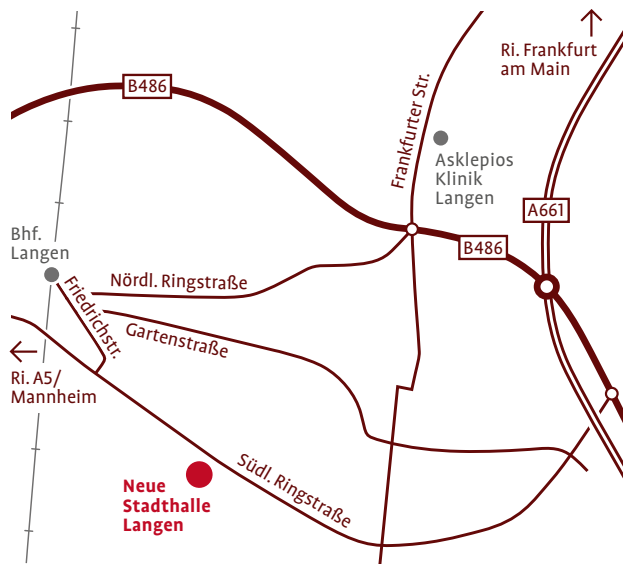 Ri. Frankfurt
am Main
B486
Frankfurter Str.
Asklepios
Klinik
Langen
A661
Bhf.
Langen
B486
Nördl. Ringstraße
Friedrichstr.
Gartenstraße
Ri. A5/
Mannheim
Südl. Ringstraße
Neue
Stadthalle
Langen